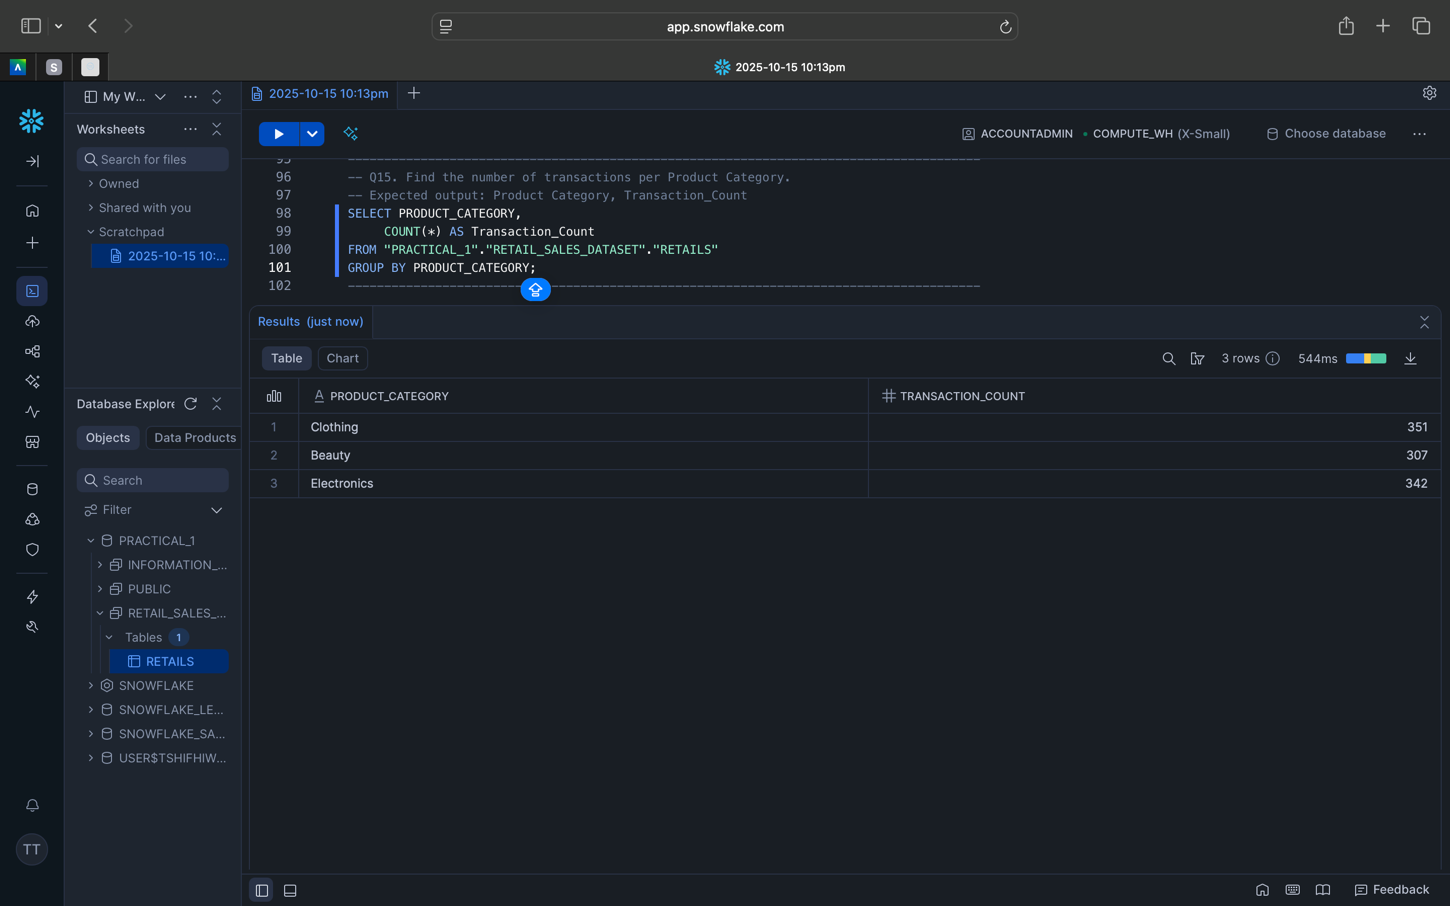 app.snowflake.com
S
2025-10-15 10:13pm
My W...
2025-10-15 10:13pm
Worksheets
Search for files
Owned
Shared with you
Scratchpad
2025-10-15 10:...
ACCOUNTADMIN
COMPUTE_WH (X-Small)
Choose database
95
96 -- Q15. Find the number of transactions per Product Category.
97 -- Expected output: Product Category, Transaction_Count
98 SELECT PRODUCT_CATEGORY,
99 COUNT(*) AS Transaction_Count
100 FROM "PRACTICAL_1"."RETAIL_SALES_DATASET"."RETAILS"
101 GROUP BY PRODUCT_CATEGORY;
102
Results (just now)
Table
Chart
3 rows
544ms
PRODUCT_CATEGORY
TRANSACTION_COUNT
1 Clothing 351
2 Beauty 307
3 Electronics 342
Database Explore
Objects
Data Products
Search
Filter
PRACTICAL_1
INFORMATION_...
PUBLIC
RETAIL_SALES_...
Tables 1
RETAILS
SNOWFLAKE
SNOWFLAKE_LE...
SNOWFLAKE_SA...
USER$TSHIFHIW...
TT
Feedback